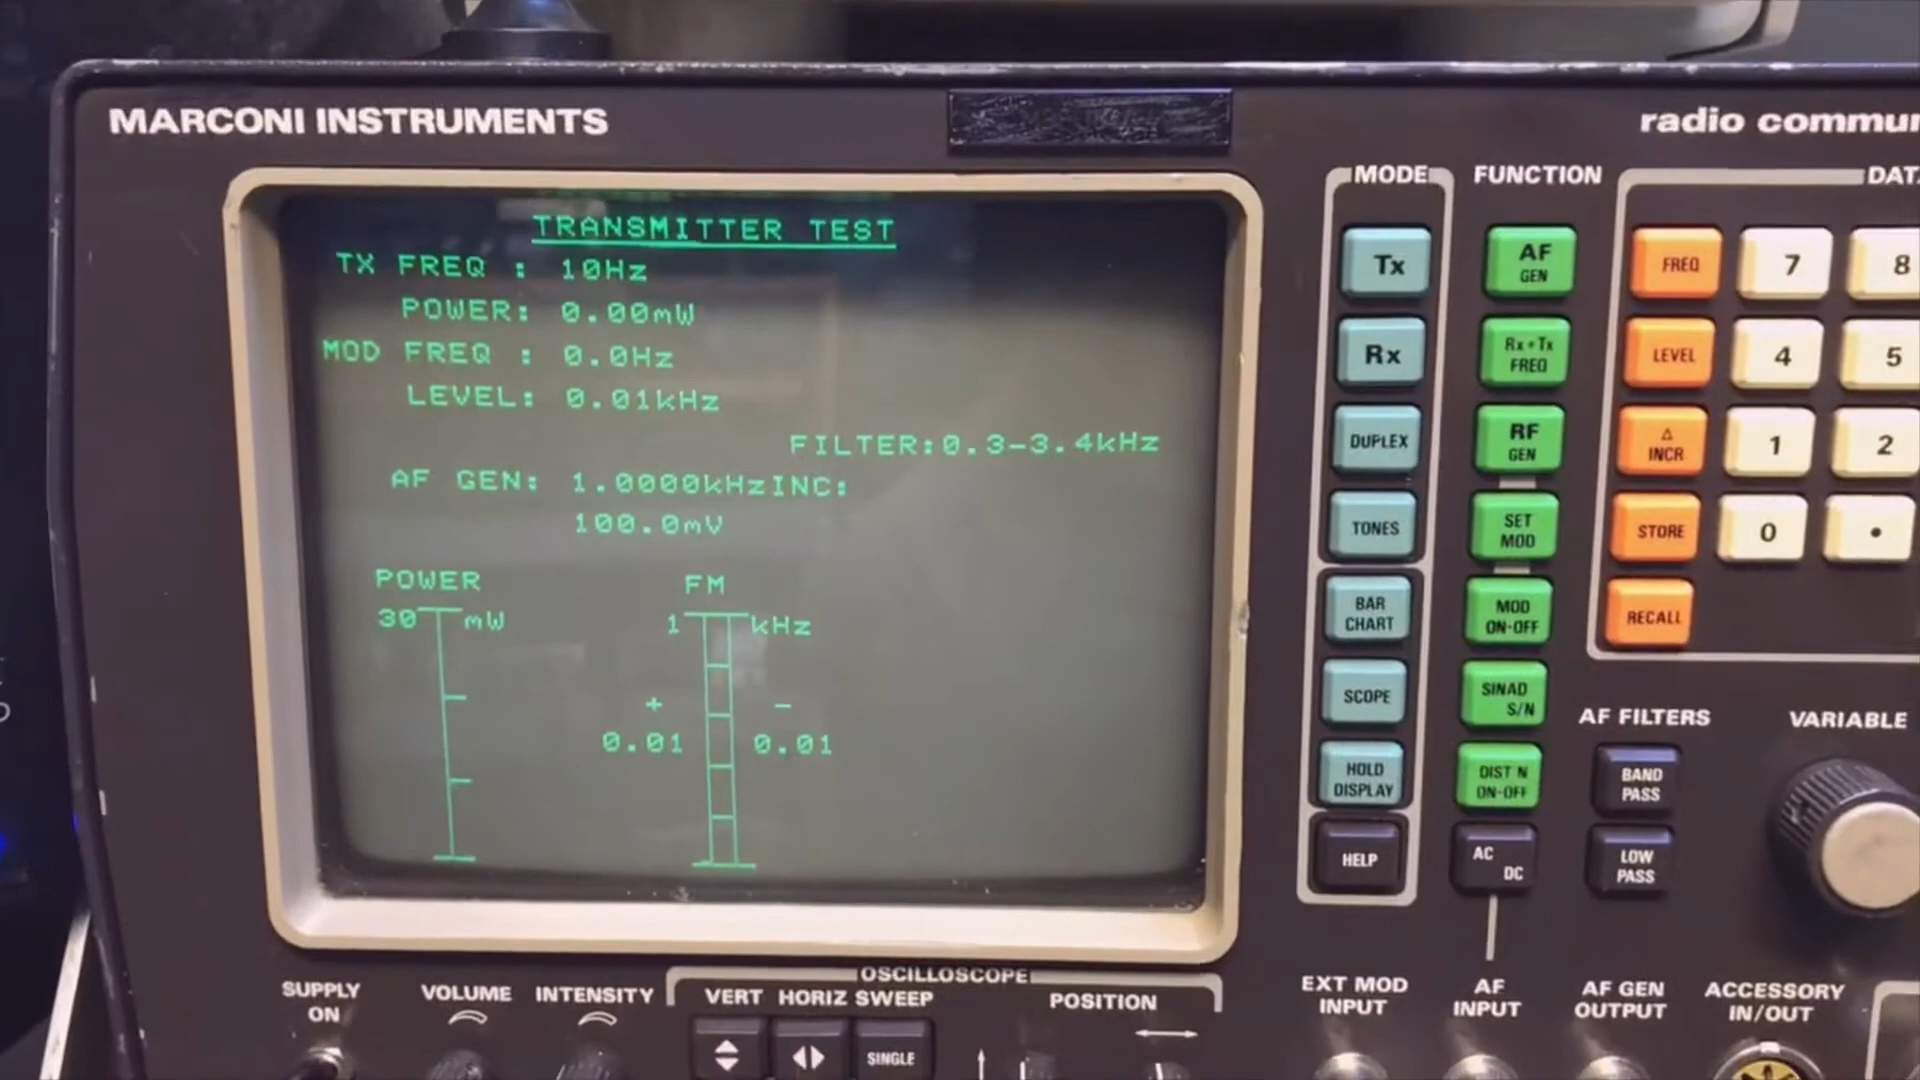 MARCONI INSTRUMENTS
radio commun
TRANSMITTER TEST
TX FREQ : 10Hz
POWER: 0.00mW
MOD FREQ : 0.0Hz
LEVEL: 0.01kHz
FILTER:0.3-3.4kHz
AF GEN: 1.0000kHzINC:
100.0mV
POWER
30 mW
FM
1 kHz
+ -
0.01 0.01
MODE
Tx
Rx
DUPLEX
TONES
BAR
CHART
SCOPE
HOLD
DISPLAY
HELP
FUNCTION
AF
GEN
Rx=Tx
FREQ
RF
GEN
SET
MOD
MOD
ON-OFF
SINAD
S/N
DIST N
ON-OFF
AC
DC
DATA
FREQ 7 8
LEVEL 4 5
Δ
INCR 1 2
STORE 0 •
RECALL
AF FILTERS
BAND
PASS
LOW
PASS
VARIABLE
SUPPLY
ON
VOLUME
INTENSITY
OSCILLOSCOPE
VERT HORIZ SWEEP
SINGLE
POSITION
EXT MOD
INPUT
AF
INPUT
AF GEN
OUTPUT
ACCESSORY
IN/OUT